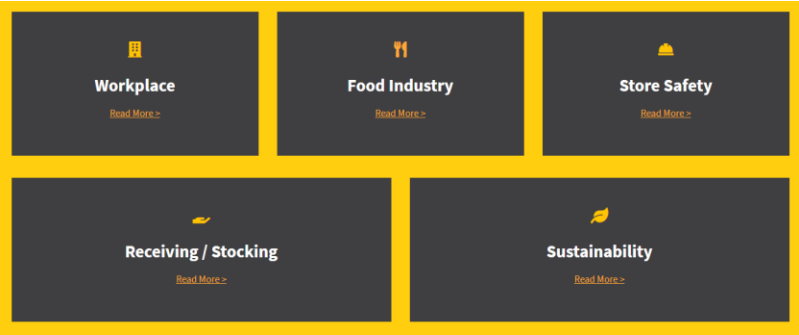 Workplace
Read More >
Food Industry
Read More >
Store Safety
Read More >
Receiving / Stocking
Read More >
Sustainability
Read More >